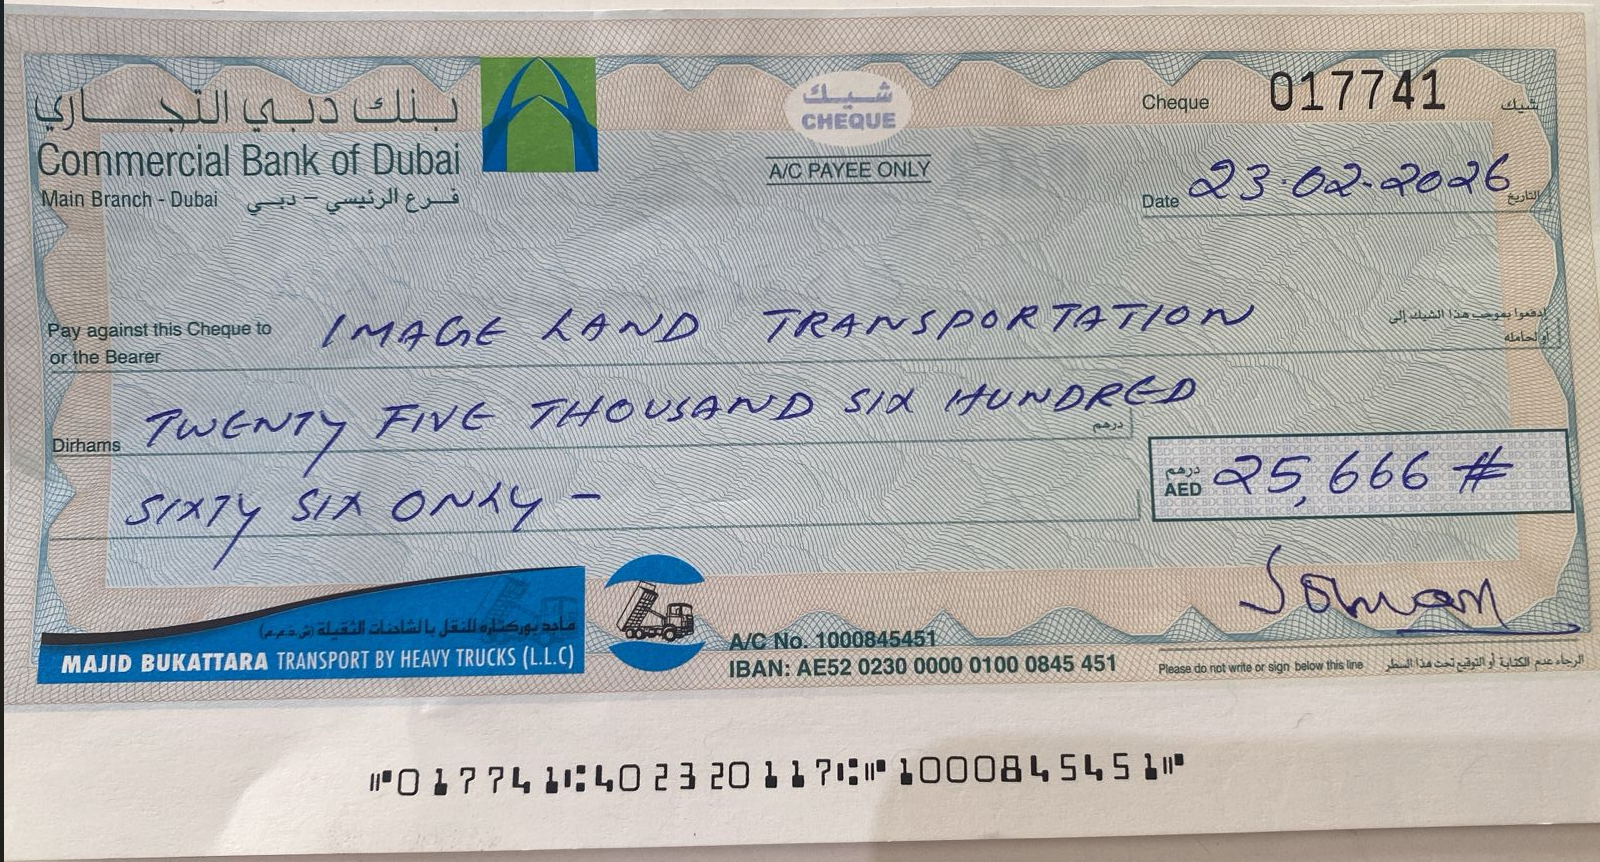 بنك دبي التجاري
Commercial Bank of Dubai
Main Branch - Dubai فرع الرئيسي – دبي
شيك
CHEQUE
A/C PAYEE ONLY
Cheque 017741 شيك
Date 23.02.2026 التاريخ
Pay against this Cheque to IMAGE LAND TRANSPORTATION إدفعوا بموجب هذا الشيك إلى
or the Bearer أو لحامله
Dirhams TWENTY FIVE THOUSAND SIX HUNDRED درهم
SIXTY SIX ONLY –
درهم
AED 25,666 #
ماجد بوركتاره للنقل بالشاحنات الثقيلة (ش.ذ.م.م)
MAJID BUKATTARA TRANSPORT BY HEAVY TRUCKS (L.L.C)
A/C No. 1000845451
IBAN: AE52 0230 0000 0100 0845 451
Please do not write or sign below this line الرجاء عدم الكتابة أو التوقيع تحت هذا السطر
⑈017741⑆402320117⑆⑈1000845451⑈